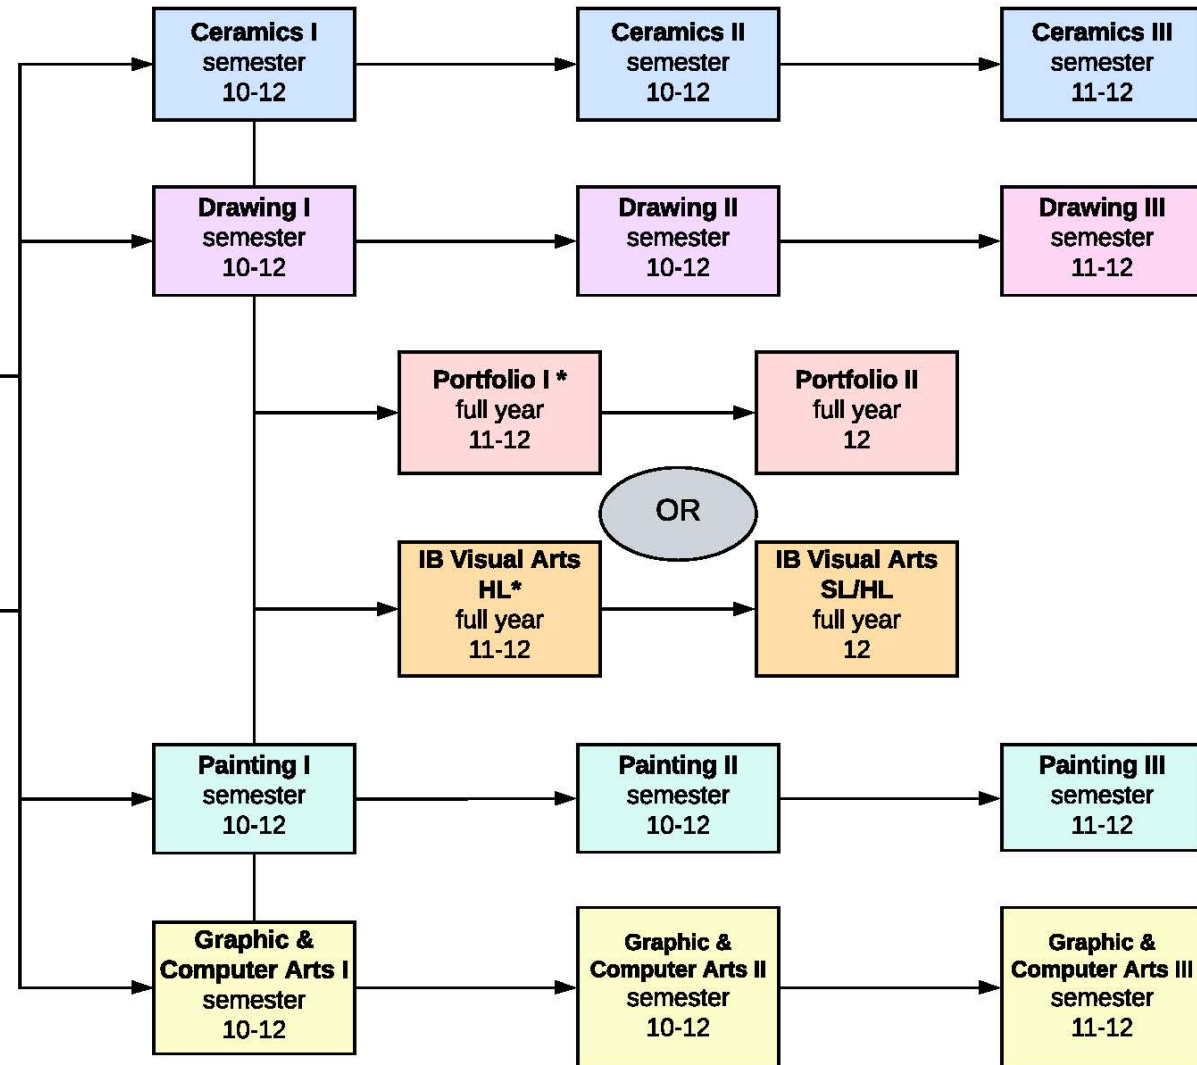 Ceramics I
semester
10-12
Ceramics II
semester
10-12
Ceramics III
semester
11-12
Drawing I
semester
10-12
Drawing II
semester
10-12
Drawing III
semester
11-12
Portfolio I *
full year
11-12
Portfolio II
full year
12
OR
IB Visual Arts
HL*
full year
11-12
IB Visual Arts
SL/HL
full year
12
Painting I
semester
10-12
Painting II
semester
10-12
Painting III
semester
11-12
Graphic &
Computer Arts I
semester
10-12
Graphic &
Computer Arts II
semester
10-12
Graphic &
Computer Arts III
semester
11-12